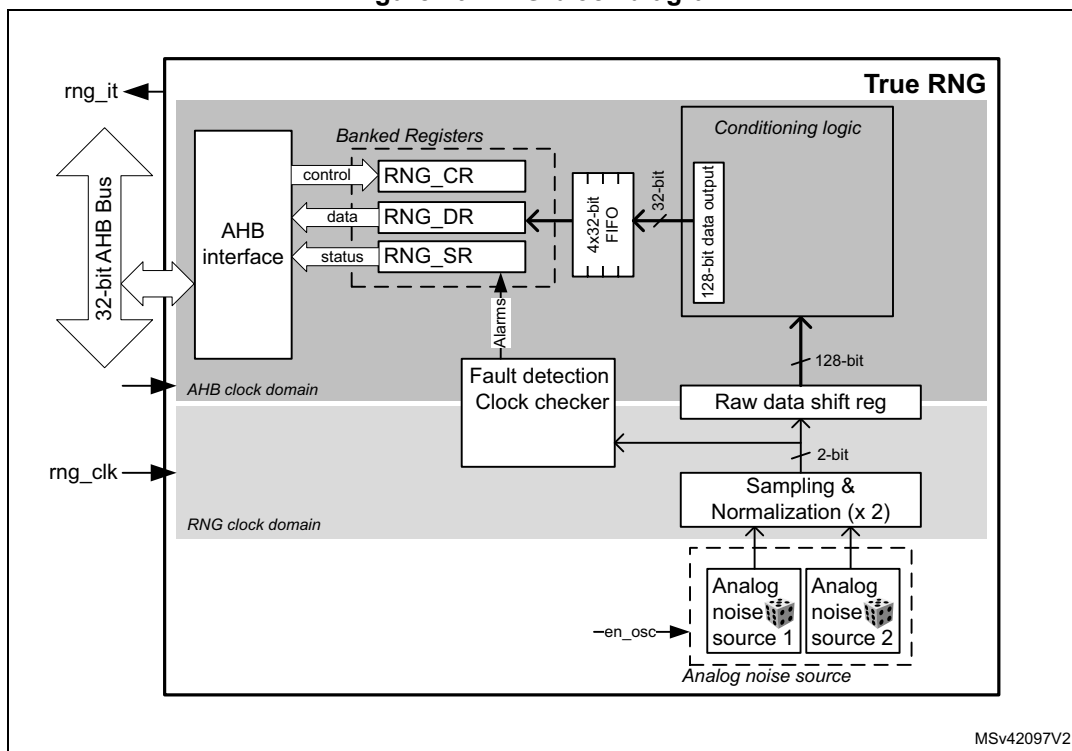 True RNG
rng_it
Banked Registers
Conditioning logic
control
RNG_CR
data
RNG_DR
status
RNG_SR
AHB
interface
32-bit AHB Bus
4x32-bit
FIFO
32-bit
128-bit data output
Alarms
Fault detection
Clock checker
128-bit
AHB clock domain
Raw data shift reg
2-bit
rng_clk
Sampling &
Normalization (x 2)
RNG clock domain
Analog
noise
source 1
Analog
noise
source 2
en_osc
Analog noise source
MSv42097V2